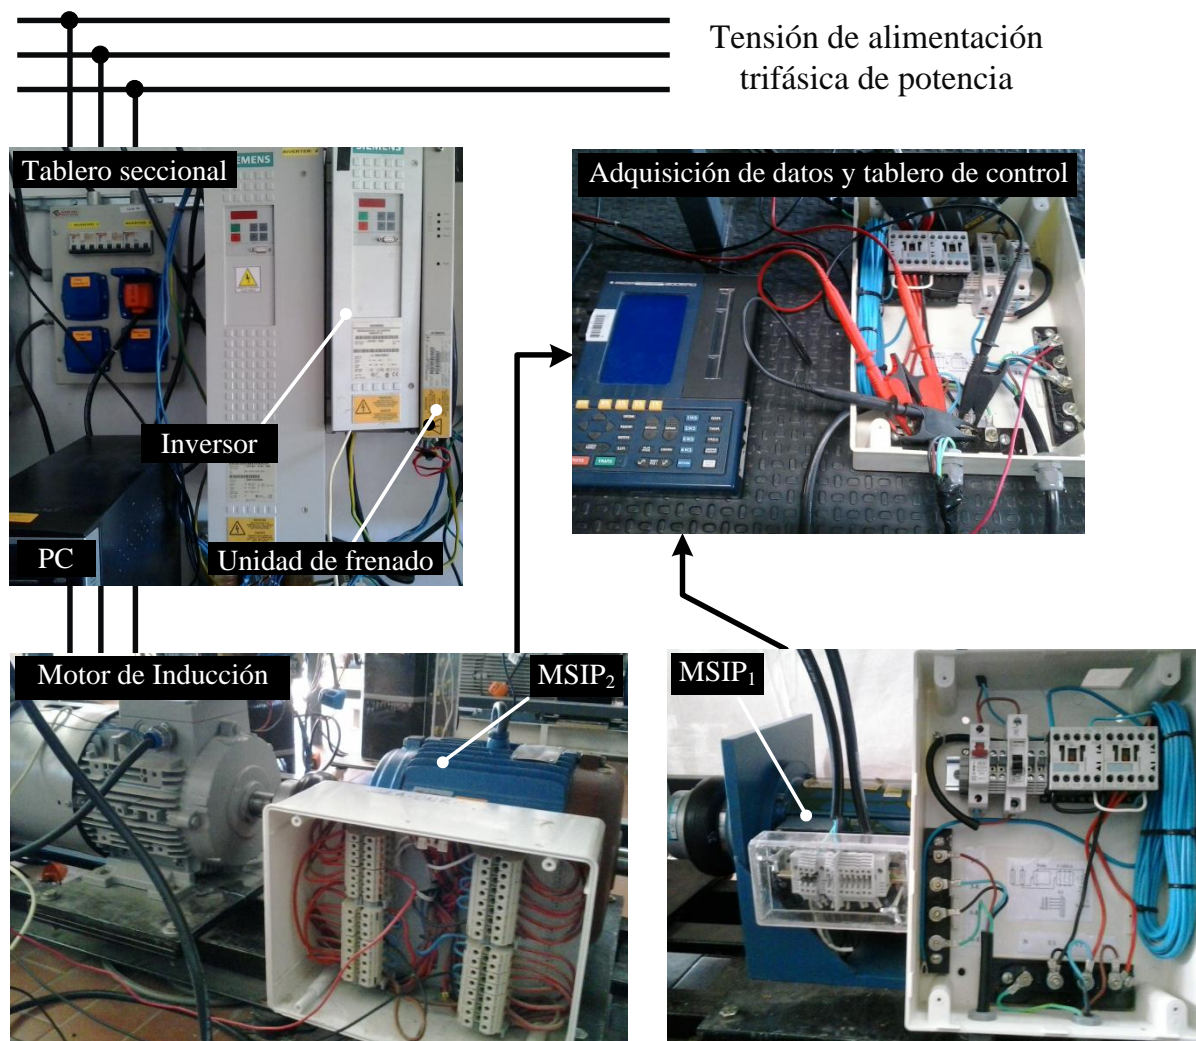 Tensión de alimentación
trifásica de potencia
Tablero seccional
SIEMENS
SIEMENS
Inversor
PC
Unidad de frenado
Adquisición de datos y tablero de control
Motor de Inducción
MSIP₂
MSIP₁